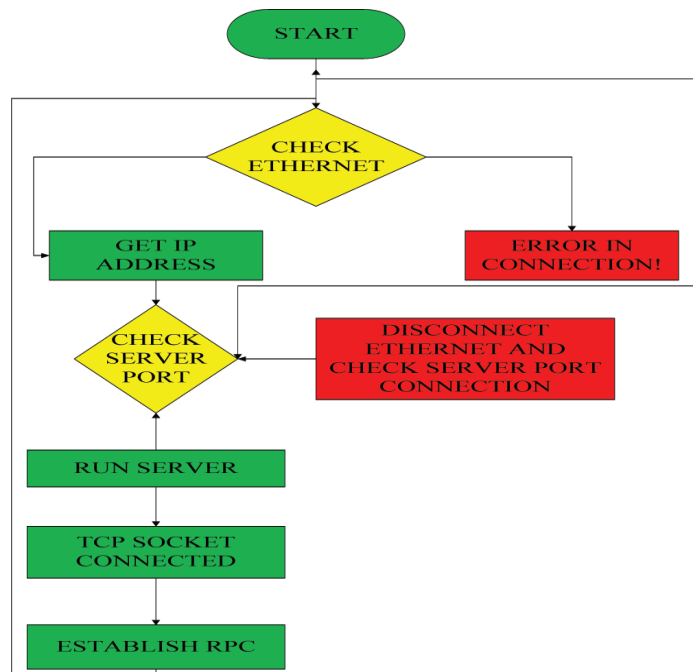 START
CHECK
ETHERNET
GET IP
ADDRESS
ERROR IN
CONNECTION!
CHECK
SERVER
PORT
DISCONNECT
ETHERNET AND
CHECK SERVER PORT
CONNECTION
RUN SERVER
TCP SOCKET
CONNECTED
ESTABLISH RPC